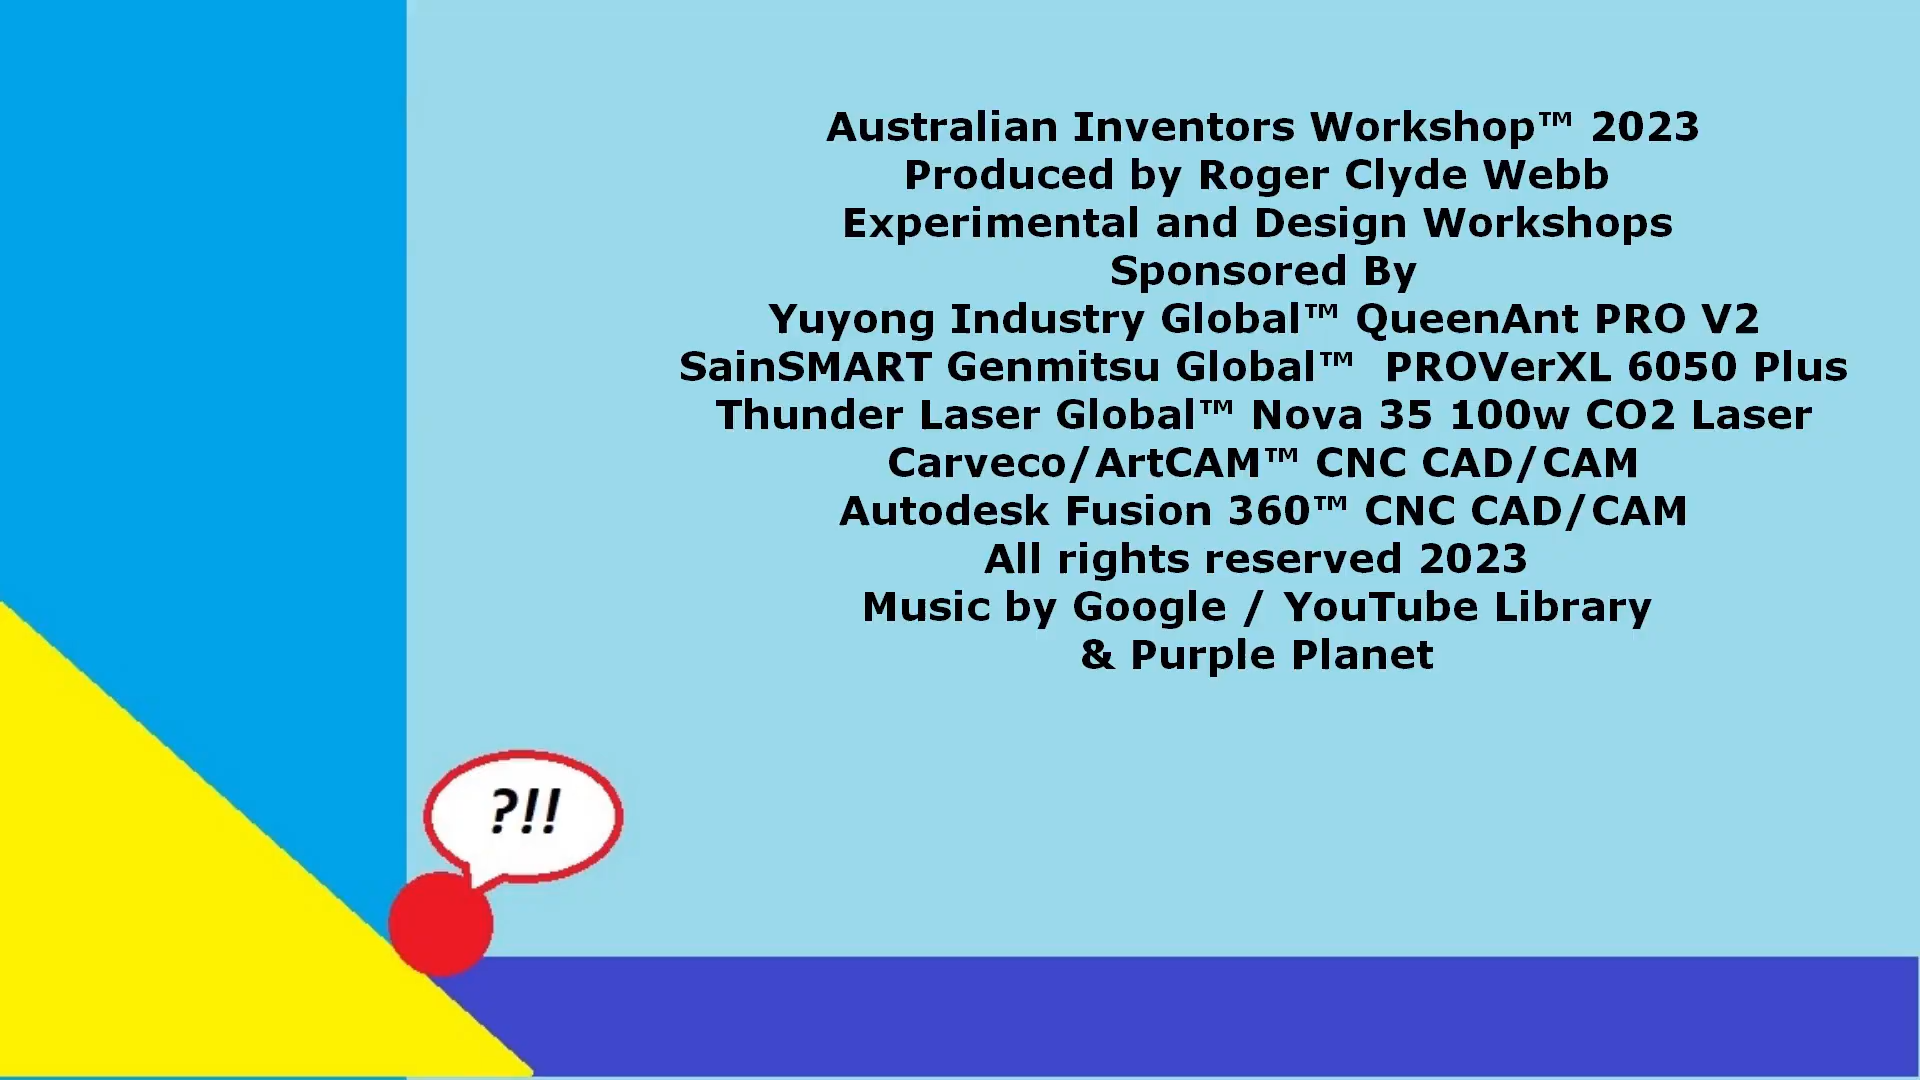 Australian Inventors Workshop™ 2023
Produced by Roger Clyde Webb
Experimental and Design Workshops
Sponsored By
Yuyong Industry Global™ QueenAnt PRO V2
SainSMART Genmitsu Global™  PROVerXL 6050 Plus
Thunder Laser Global™ Nova 35 100w CO2 Laser
Carveco/ArtCAM™ CNC CAD/CAM
Autodesk Fusion 360™ CNC CAD/CAM
All rights reserved 2023
Music by Google / YouTube Library
& Purple Planet
?!!